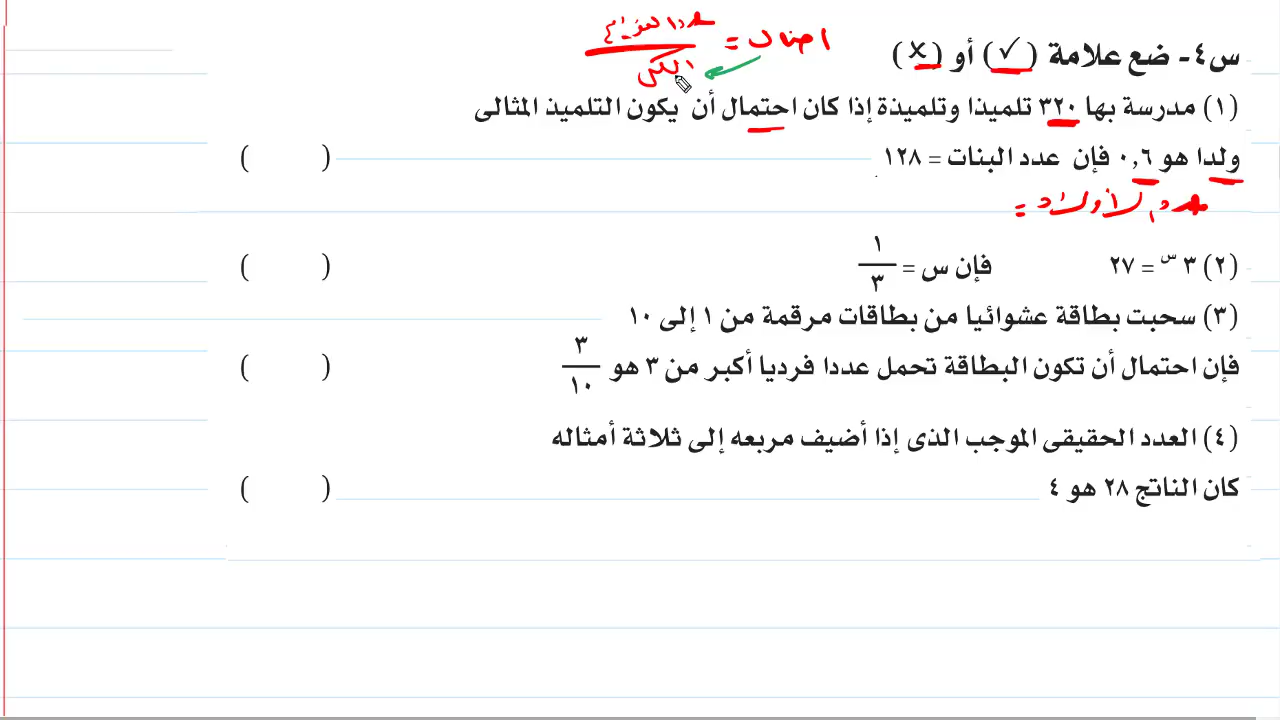 احتمال = عدد العنو
الكلى
س٤- ضع علامة (✓) أو (x)
(١) مدرسة بها ٣٢٠ تلميذا وتلميذة إذا كان احتمال أن يكون التلميذ المثالى
ولدا هو ٠,٦ فإن عدد البنات = ١٢٨ ( )
عدد الأولاد =
(٢) ٣ س = ٢٧ فإن س = ١/٣ ( )
(٣) سحبت بطاقة عشوائيا من بطاقات مرقمة من ١ إلى ١٠
فإن احتمال أن تكون البطاقة تحمل عددا فرديا أكبر من ٣ هو ٣/١٠ ( )
(٤) العدد الحقيقى الموجب الذى إذا أضيف مربعه إلى ثلاثة أمثاله
كان الناتج ٢٨ هو ٤ ( )